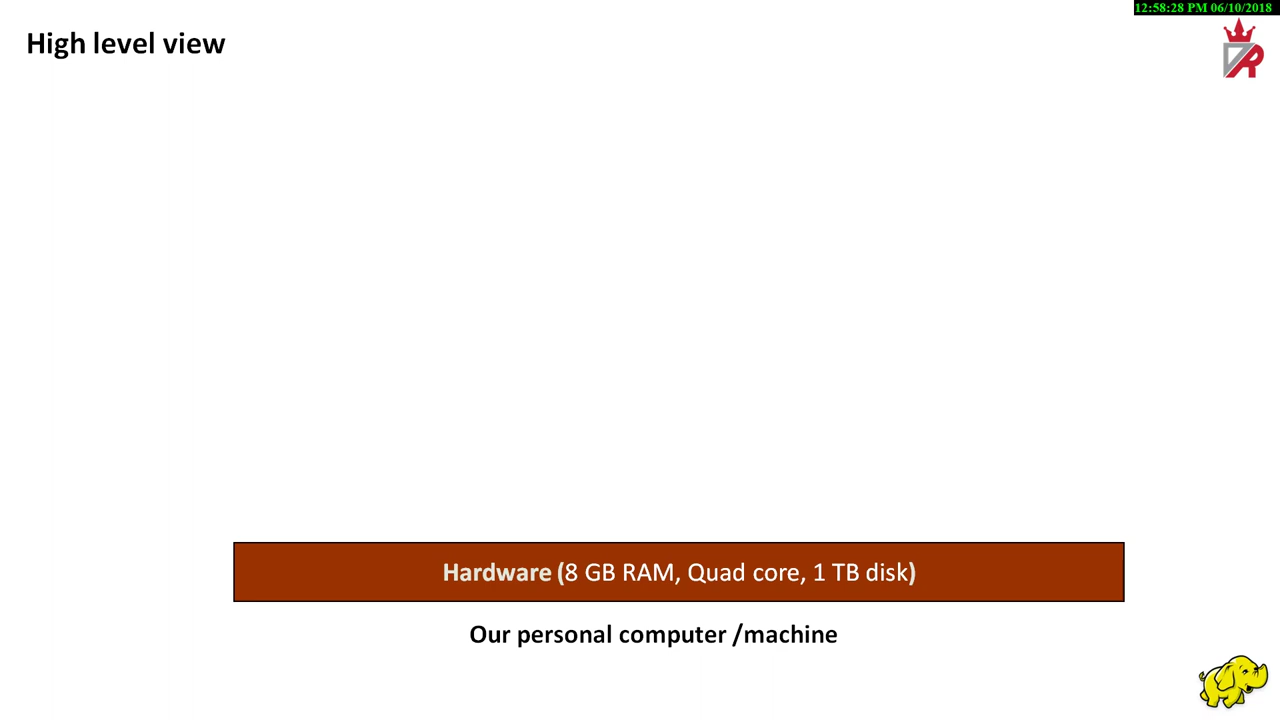 12:58:28 PM 06/10/2018
High level view
Hardware (8 GB RAM, Quad core, 1 TB disk)
Our personal computer /machine